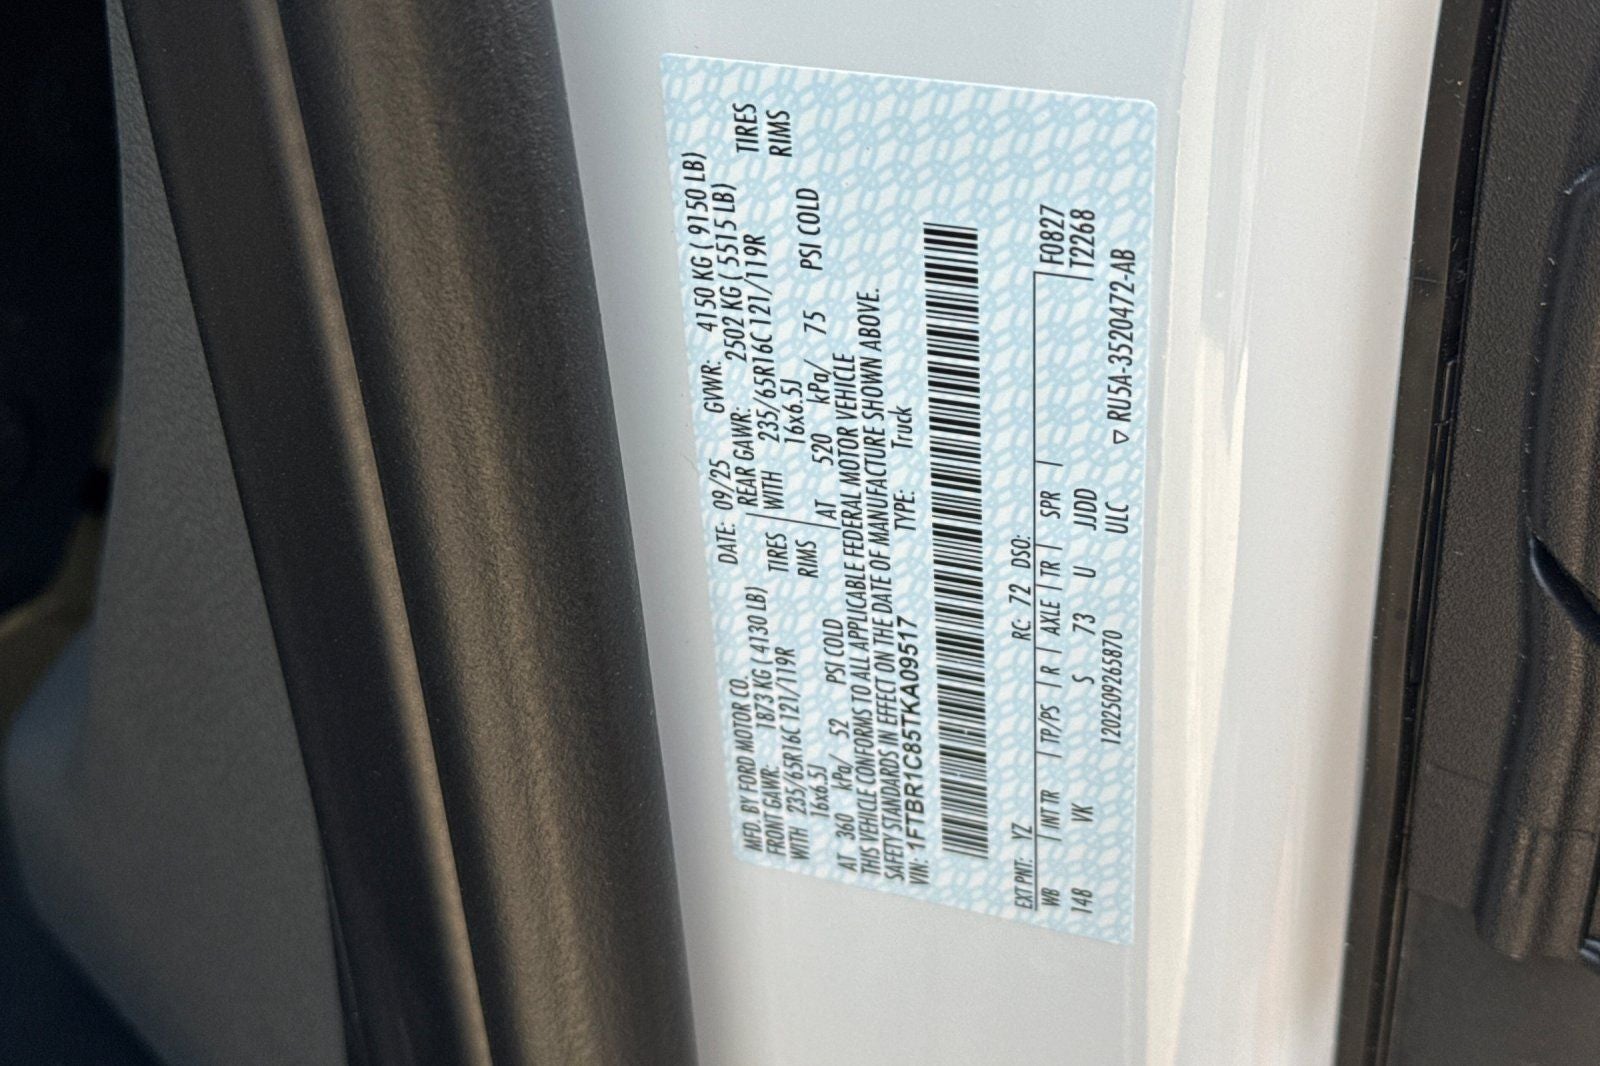 MFD. BY FORD MOTOR CO.
DATE: 09/25 GVWR: 4150 KG ( 9150 LB)
FRONT GAWR: 1873 KG ( 4130 LB) REAR GAWR: 2502 KG ( 5515 LB)
WITH 235/65R16C 121/119R TIRES WITH 235/65R16C 121/119R TIRES
16x6.5J RIMS 16x6.5J RIMS
AT 360 kPa/ 52 PSI COLD AT 520 kPa/ 75 PSI COLD
THIS VEHICLE CONFORMS TO ALL APPLICABLE FEDERAL MOTOR VEHICLE
SAFETY STANDARDS IN EFFECT ON THE DATE OF MANUFACTURE SHOWN ABOVE.
VIN: 1FTBR1C85TKA09517 TYPE: Truck
EXT PNT: YZ RC: 72 DSO: F0827
WB INT TR TP/PS R AXLE TR SPR T2268
148 VK S 73 U JJDD
1202509265870 ULC ▽ RU5A-3520472-AB